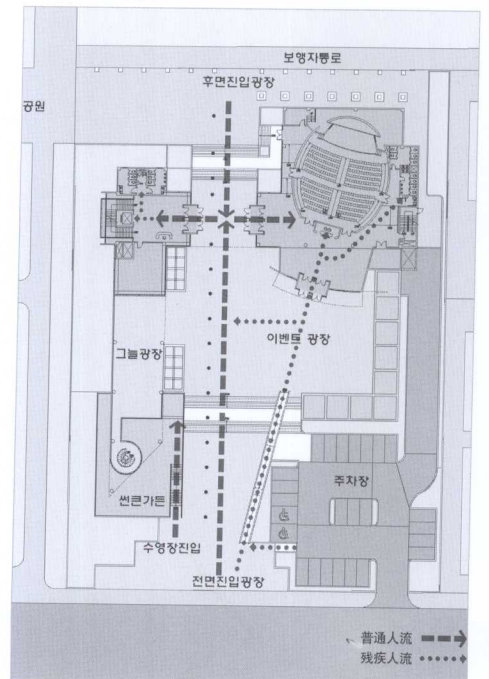 보행자통로
후면진입광장
공원
이벤트 광장
그늘광장
주차장
썬큰가든
수영장진입
전면진입광장
普通人流
残疾人流